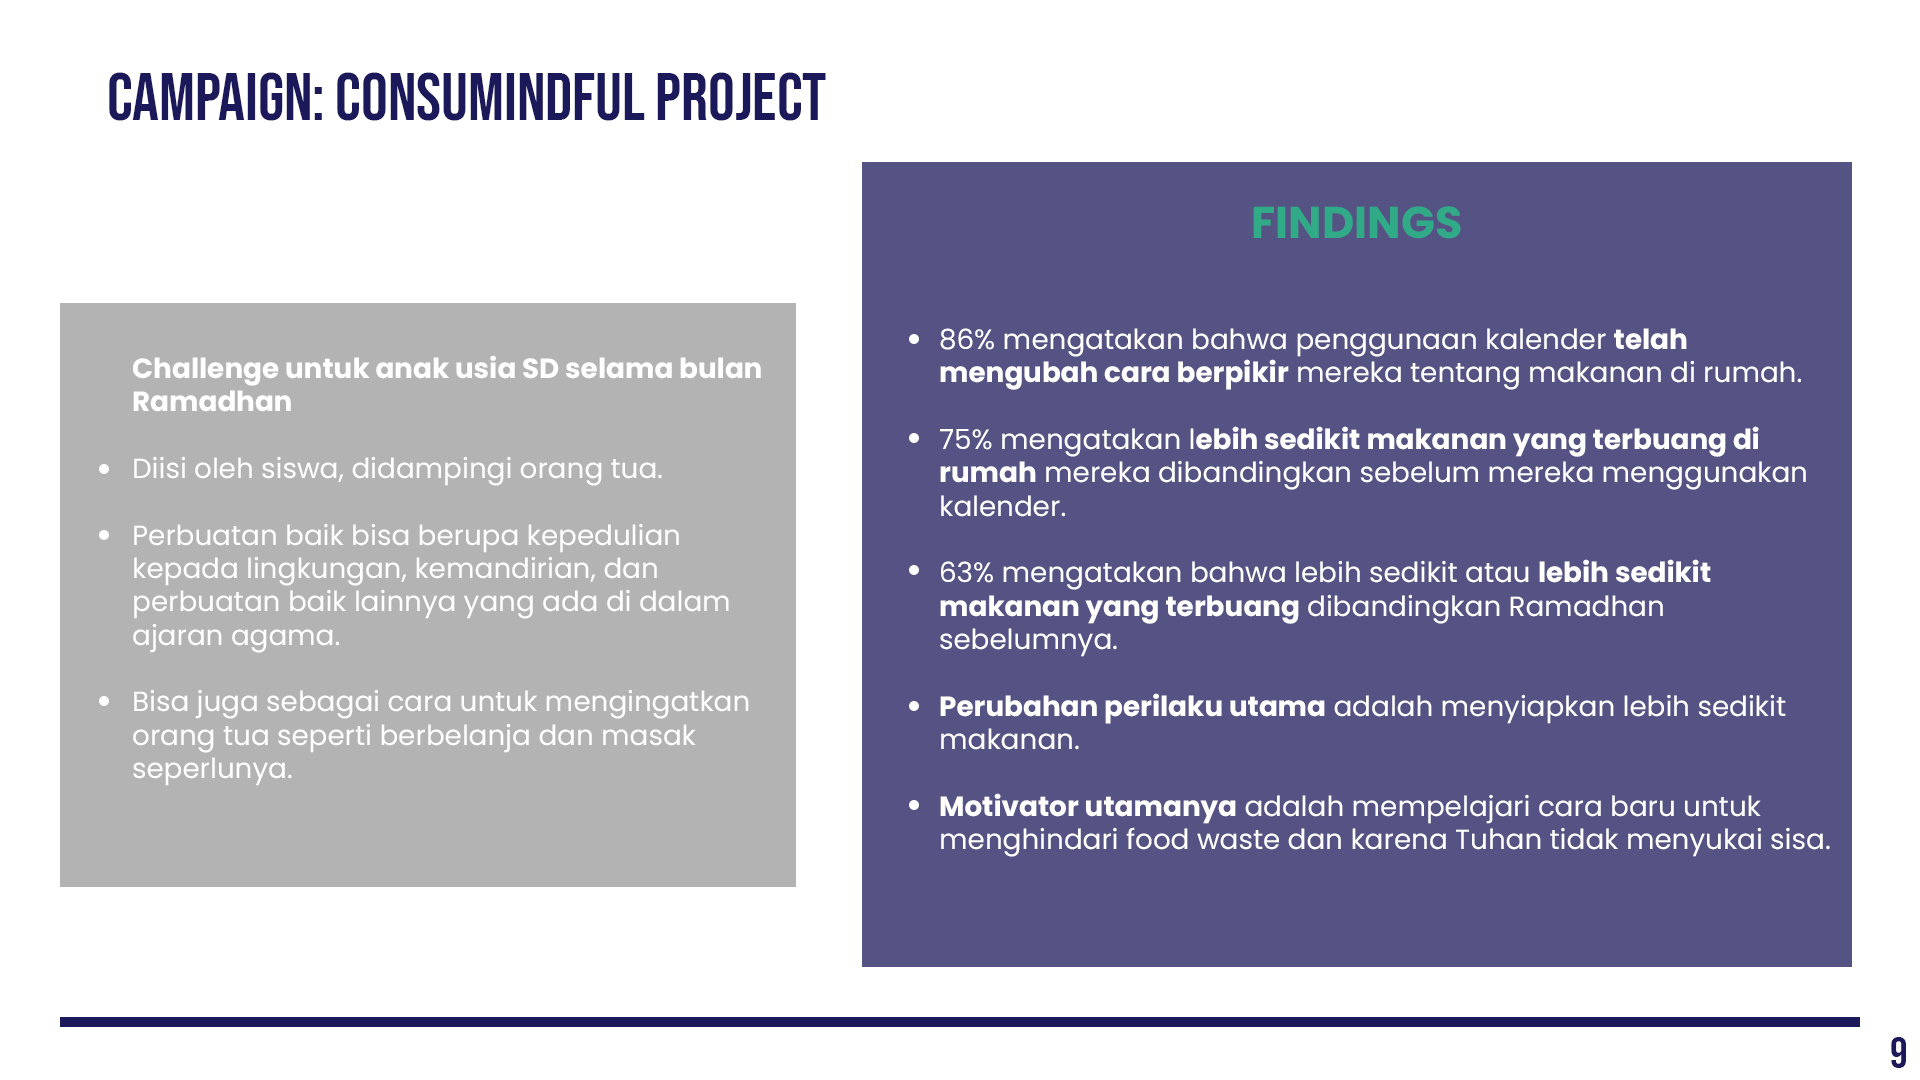 CAMPAIGN: CONSUMINDFUL PROJECT
Challenge untuk anak usia SD selama bulan
Ramadhan
• Diisi oleh siswa, didampingi orang tua.
• Perbuatan baik bisa berupa kepedulian
kepada lingkungan, kemandirian, dan
perbuatan baik lainnya yang ada di dalam
ajaran agama.
• Bisa juga sebagai cara untuk mengingatkan
orang tua seperti berbelanja dan masak
seperlunya.
FINDINGS
• 86% mengatakan bahwa penggunaan kalender telah
mengubah cara berpikir mereka tentang makanan di rumah.
• 75% mengatakan lebih sedikit makanan yang terbuang di
rumah mereka dibandingkan sebelum mereka menggunakan
kalender.
• 63% mengatakan bahwa lebih sedikit atau lebih sedikit
makanan yang terbuang dibandingkan Ramadhan
sebelumnya.
• Perubahan perilaku utama adalah menyiapkan lebih sedikit
makanan.
• Motivator utamanya adalah mempelajari cara baru untuk
menghindari food waste dan karena Tuhan tidak menyukai sisa.
9